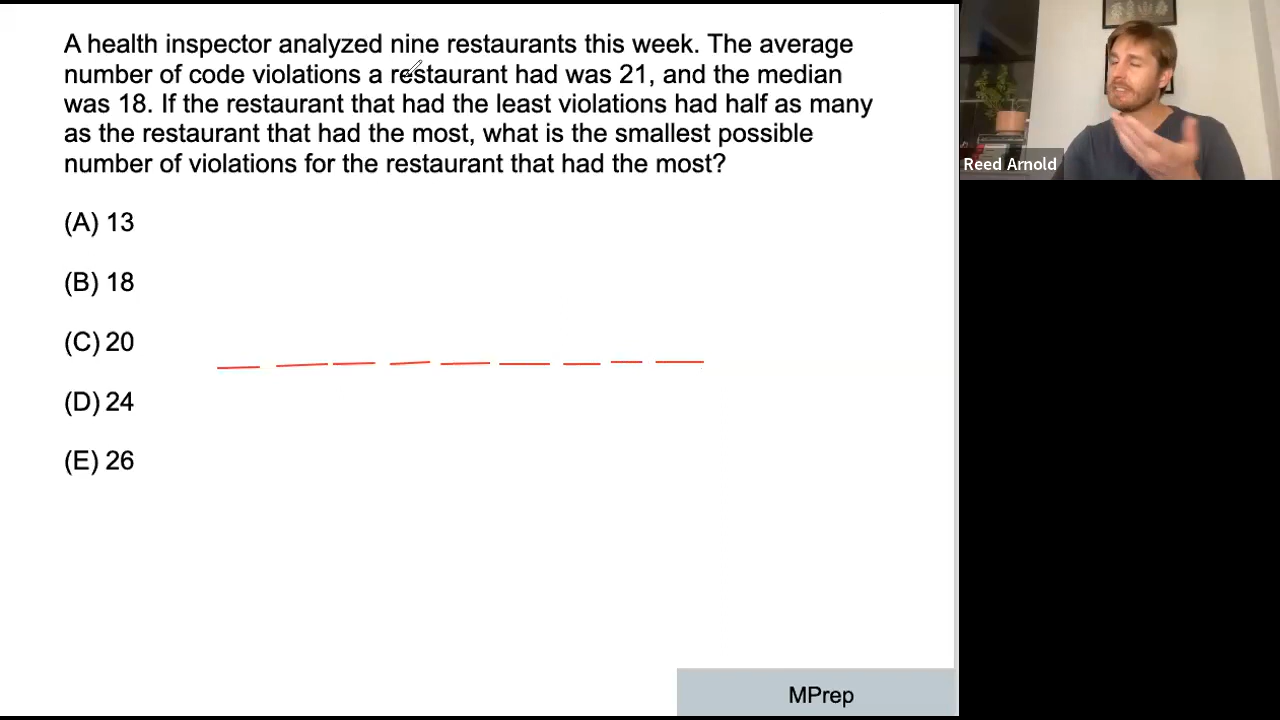 A health inspector analyzed nine restaurants this week. The average
number of code violations a restaurant had was 21, and the median
was 18. If the restaurant that had the least violations had half as many
as the restaurant that had the most, what is the smallest possible
number of violations for the restaurant that had the most?
(A) 13
(B) 18
(C) 20
(D) 24
(E) 26
Reed Arnold
MPrep